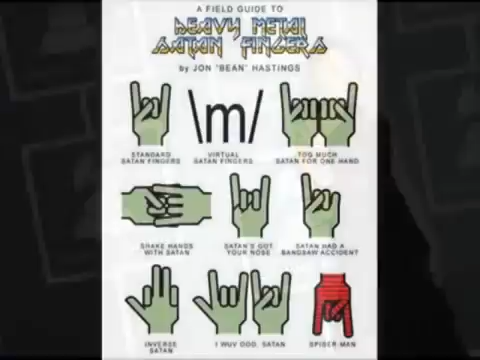 A FIELD GUIDE TO
HEAVY METAL
SATAN FINGERS
by JON "BEAN" HASTINGS
STANDARD
SATAN FINGERS
\m/
VIRTUAL
SATAN FINGERS
TOO MUCH
SATAN FOR ONE HAND
SHAKE HANDS
WITH SATAN
SATAN'S GOT
YOUR NOSE
SATAN HAD A
BANDSAW ACCIDENT
INVERSE
SATAN
I WUV OOO, SATAN
SPIDER-MAN